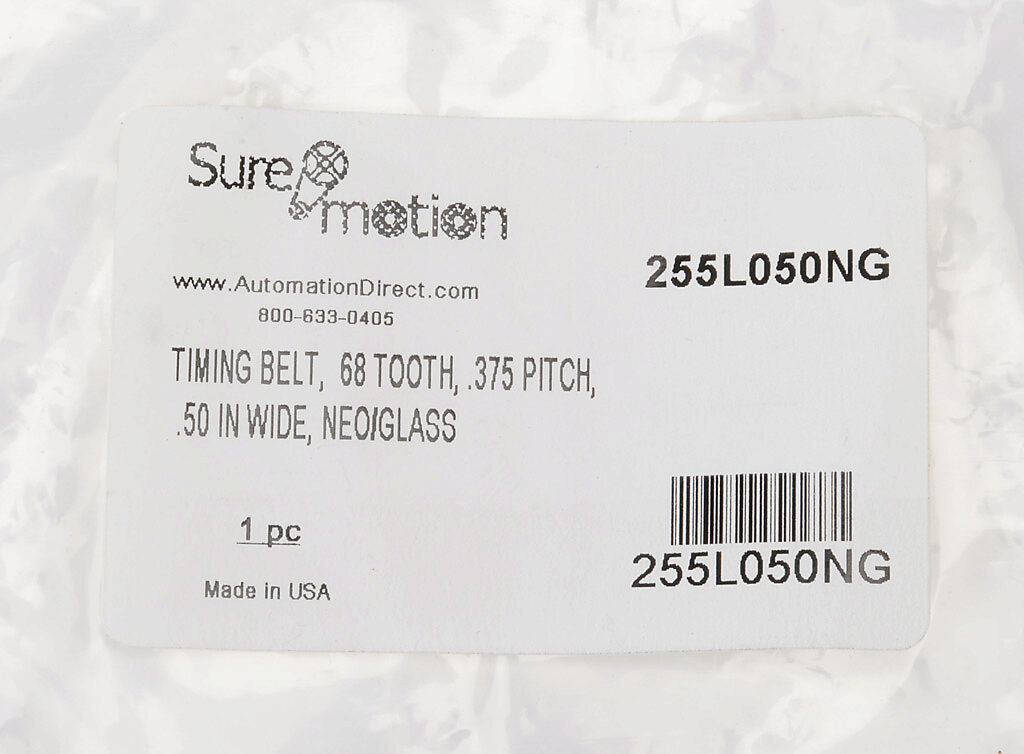 Sure
motion
255L050NG
www.AutomationDirect.com
800-633-0405
TIMING BELT, 68 TOOTH, .375 PITCH,
.50 IN WIDE, NEO/GLASS
1 pc
Made in USA
255L050NG